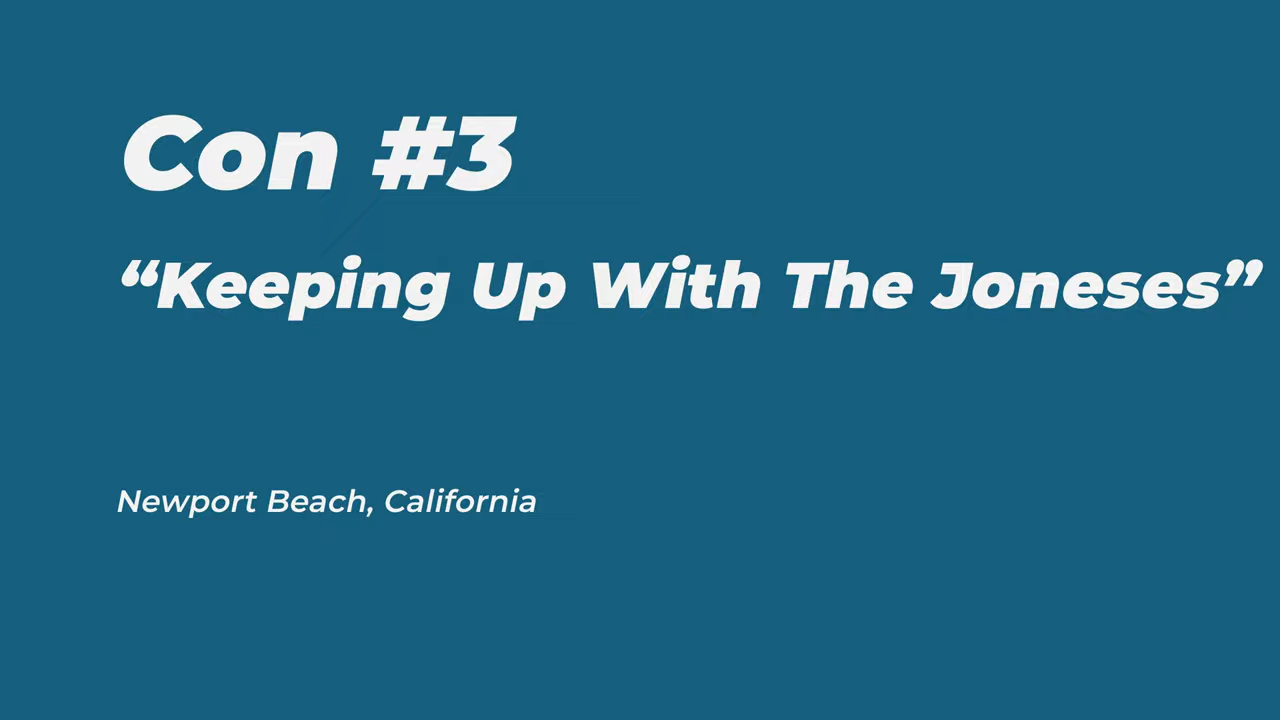 Con #3
“Keeping Up With The Joneses”
Newport Beach, California